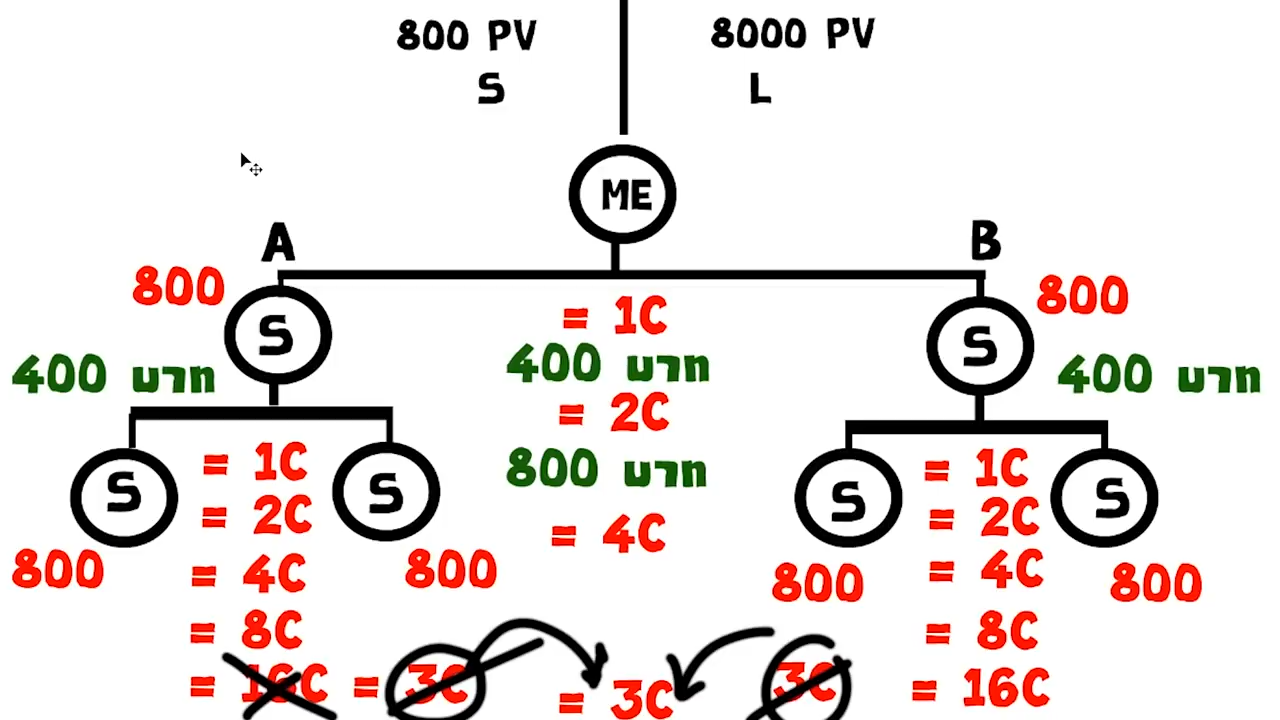 800 PV
8000 PV
S
L
ME
A
B
800
S
= 1C
800
S
400 บาท
400 บาท
400 บาท
= 2C
= 1C
800 บาท
= 1C
S
S
S
S
= 2C
= 4C
= 2C
800
= 4C
800
800
= 4C
800
= 8C
= 8C
= 16C = 3C
= 3C
3C
= 16C